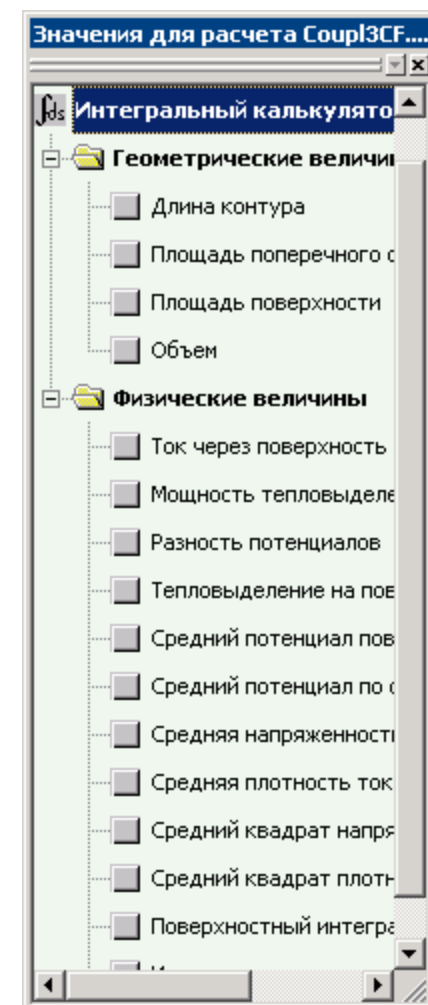 Значения для расчета Coupl3CF....
∫ds Интегральный калькулято
Геометрические величи
Длина контура
Площадь поперечного с
Площадь поверхности
Объем
Физические величины
Ток через поверхность
Мощность тепловыделе
Разность потенциалов
Тепловыделение на пов
Средний потенциал пов
Средний потенциал по о
Средняя напряженност
Средняя плотность ток
Средний квадрат напря
Средний квадрат плотн
Поверхностный интегра